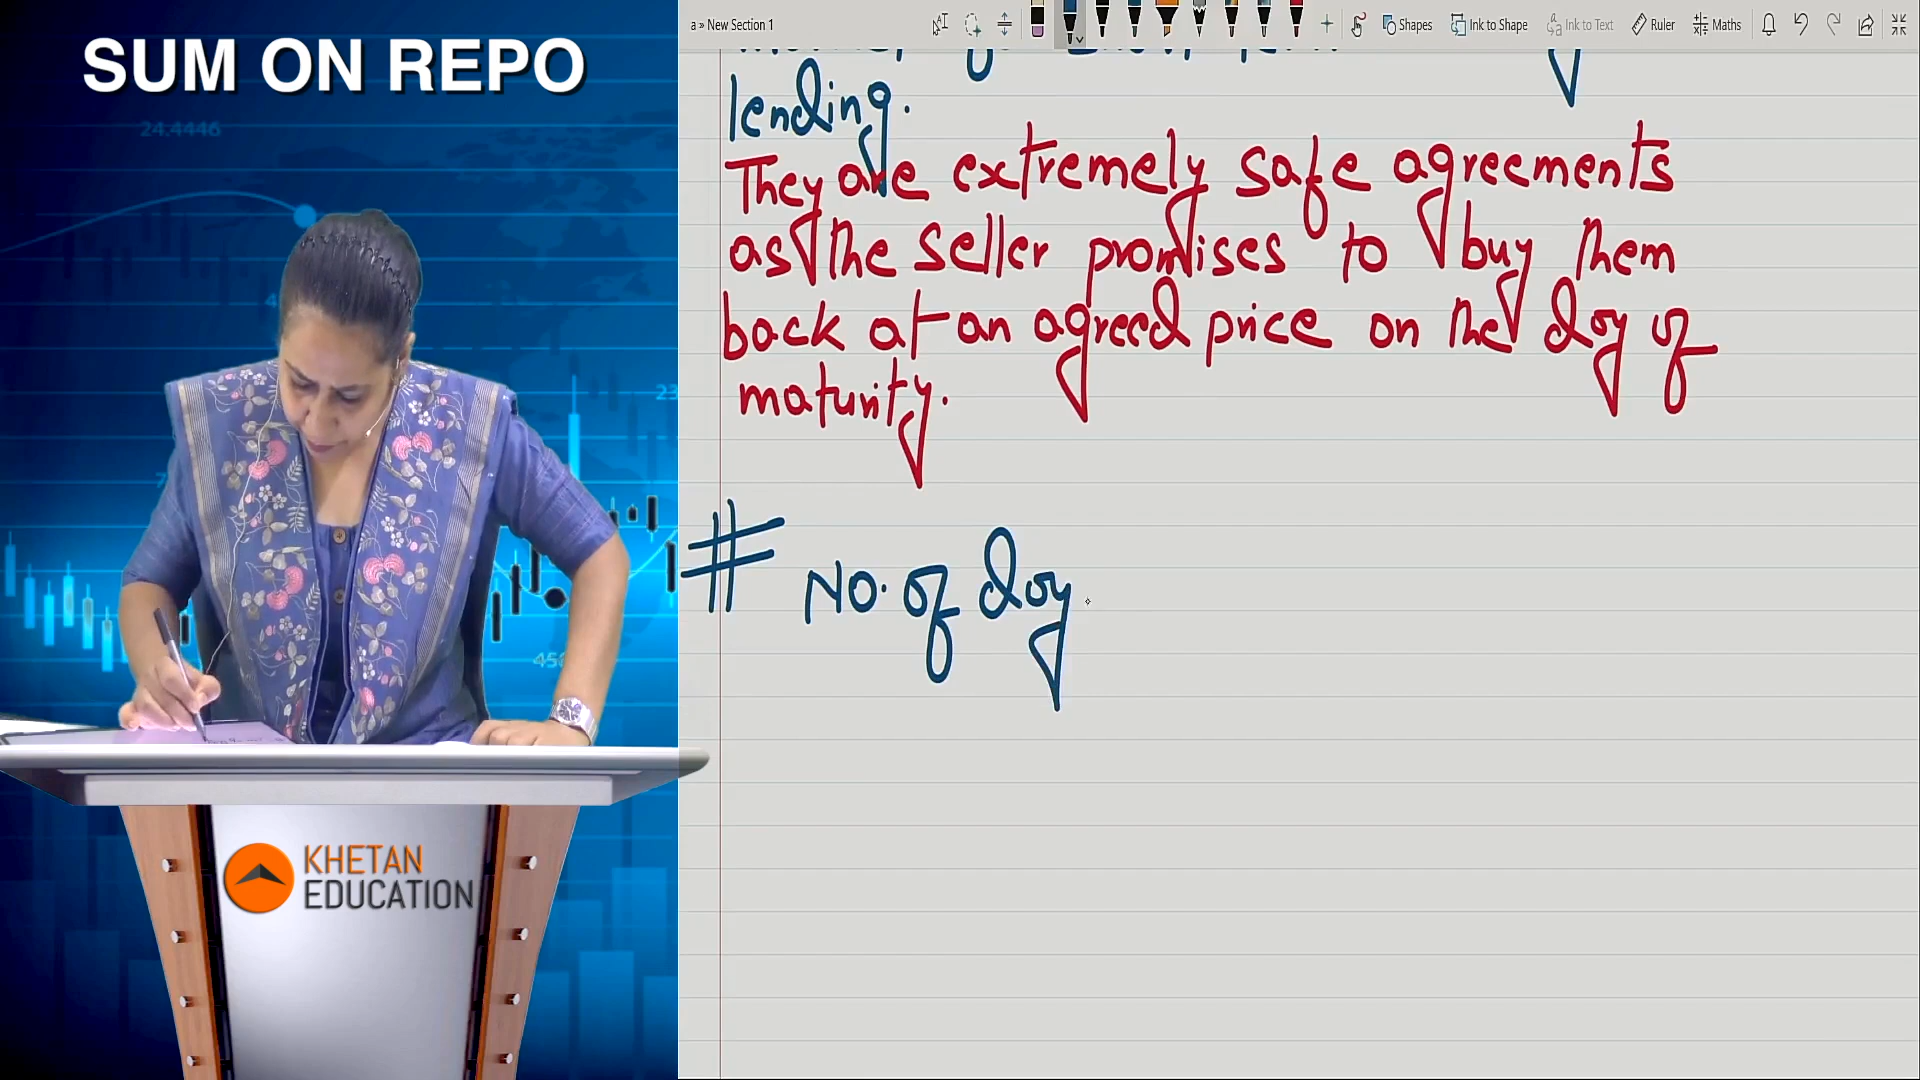 SUM ON REPO
24.4446
a » New Section 1
Shapes
Ink to Shape
Ink to Text
Ruler
Maths
lending.
They are extremely safe agreements
as the seller promises to buy them
back at an agreed price on the day of
maturity.
# No. of day
KHETAN
EDUCATION